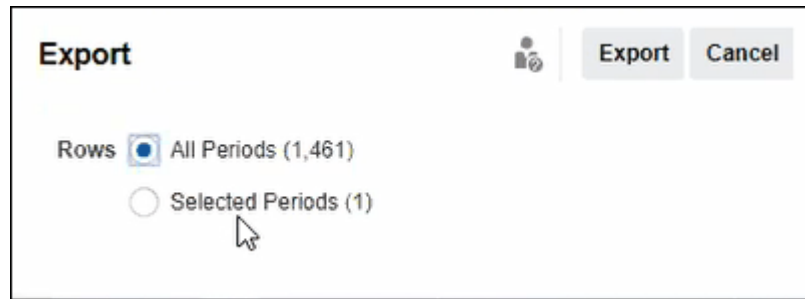 Export Export Cancel
Rows All Periods (1,461)
Selected Periods (1)